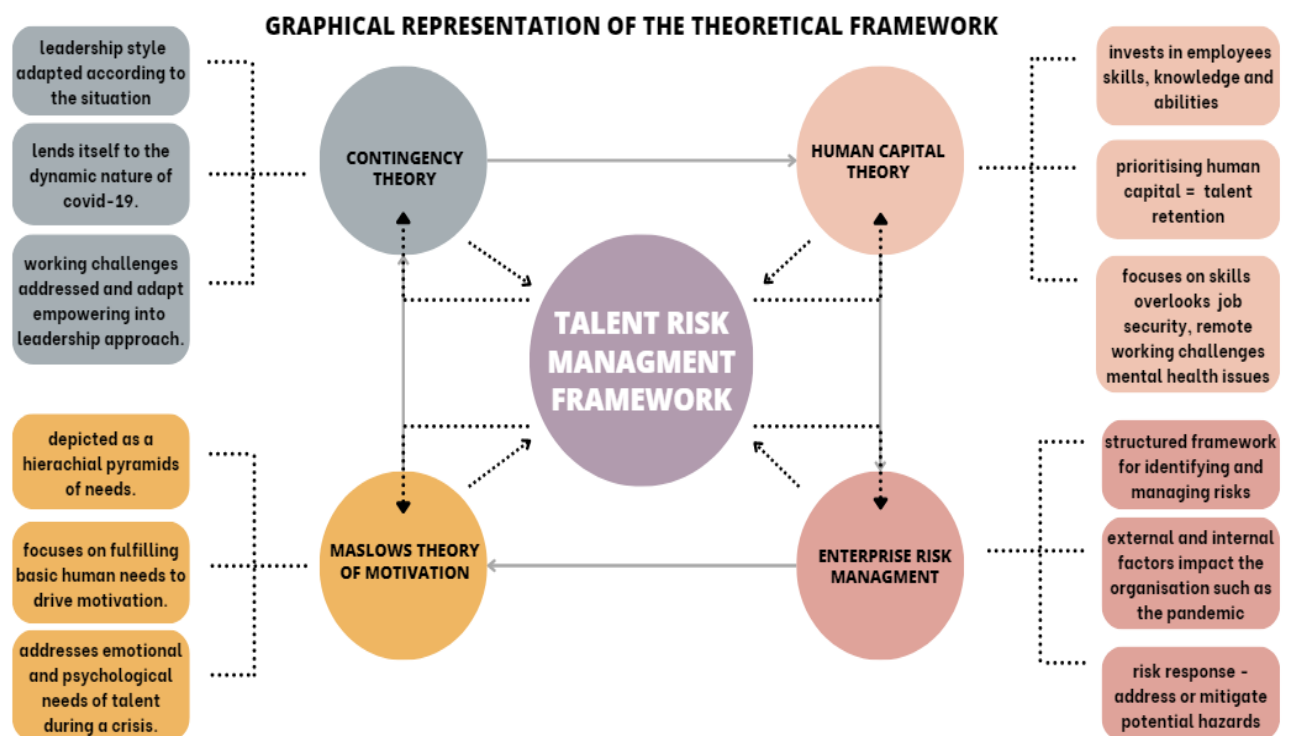 GRAPHICAL REPRESENTATION OF THE THEORETICAL FRAMEWORK
leadership style
adapted according to
the situation
lends itself to the
dynamic nature of
covid-19.
working challenges
addressed and adapt
empowering into
leadership approach.
CONTINGENCY
THEORY
HUMAN CAPITAL
THEORY
invests in employees
skills, knowledge and
abilities
prioritising human
capital = talent
retention
focuses on skills
overlooks job
security, remote
working challenges
mental health issues
TALENT RISK
MANAGMENT
FRAMEWORK
depicted as a
hierachial pyramids
of needs.
focuses on fulfilling
basic human needs to
drive motivation.
addresses emotional
and psychological
needs of talent
during a crisis.
MASLOWS THEORY
OF MOTIVATION
ENTERPRISE RISK
MANAGMENT
structured framework
for identifying and
managing risks
external and internal
factors impact the
organisation such as
the pandemic
risk response -
address or mitigate
potential hazards